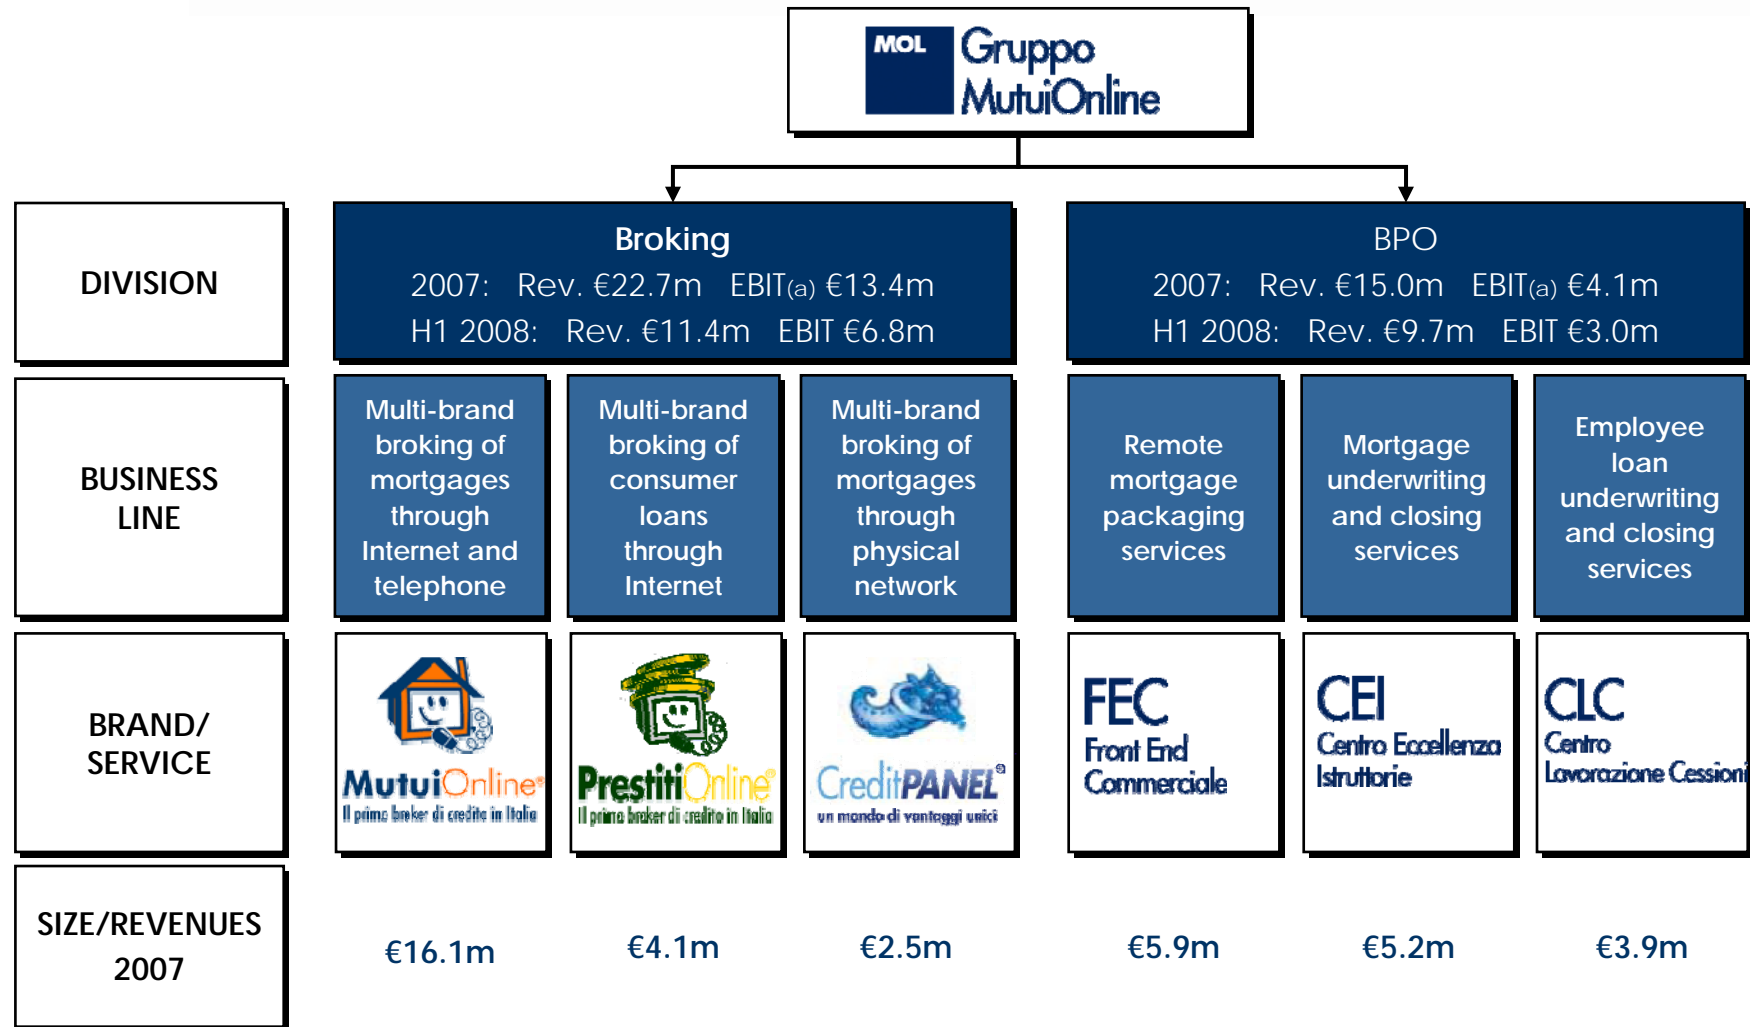 MOL
Gruppo
MutuiOnline
DIVISION
Broking
2007: Rev. €22.7m EBIT(a) €13.4m
H1 2008: Rev. €11.4m EBIT €6.8m
BPO
2007: Rev. €15.0m EBIT(a) €4.1m
H1 2008: Rev. €9.7m EBIT €3.0m
BUSINESS
LINE
Multi-brand
broking of
mortgages
through
Internet and
telephone
Multi-brand
broking of
consumer
loans
through
Internet
Multi-brand
broking of
mortgages
through
physical
network
Remote
mortgage
packaging
services
Mortgage
underwriting
and closing
services
Employee
loan
underwriting
and closing
services
BRAND/
SERVICE
MutuiOnline®
Il primo broker di credito in Italia
PrestitiOnline®
Il primo broker di credito in Italia
CreditPANEL®
un mondo di vantaggi unici
FEC
Front End
Commerciale
CEI
Centro Eccellenza
Istruttorie
CLC
Centro
Lavorazione Cessioni
SIZE/REVENUES
2007
€16.1m
€4.1m
€2.5m
€5.9m
€5.2m
€3.9m